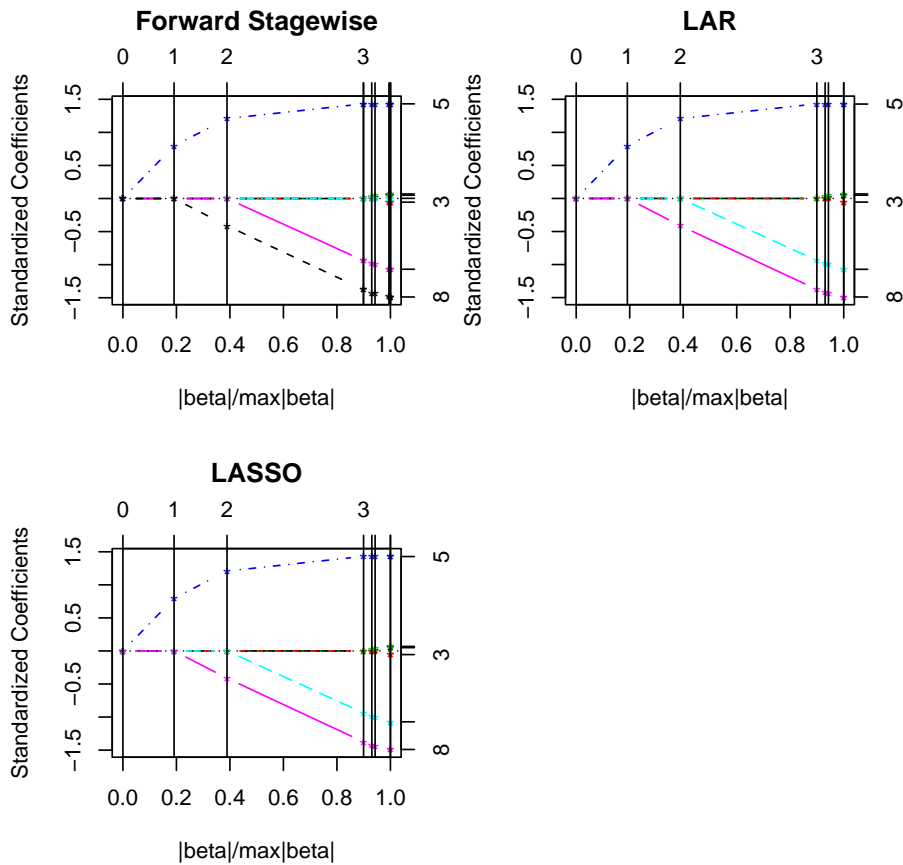 Forward Stagewise
0 1 2 3
Standardized Coefficients
1.5
0.5
−0.5
−1.5
5
3
8
0.0 0.2 0.4 0.6 0.8 1.0
|beta|/max|beta|
LAR
0 1 2 3
Standardized Coefficients
1.5
0.5
−0.5
−1.5
5
3
8
0.0 0.2 0.4 0.6 0.8 1.0
|beta|/max|beta|
LASSO
0 1 2 3
Standardized Coefficients
1.5
0.5
−0.5
−1.5
5
3
8
0.0 0.2 0.4 0.6 0.8 1.0
|beta|/max|beta|